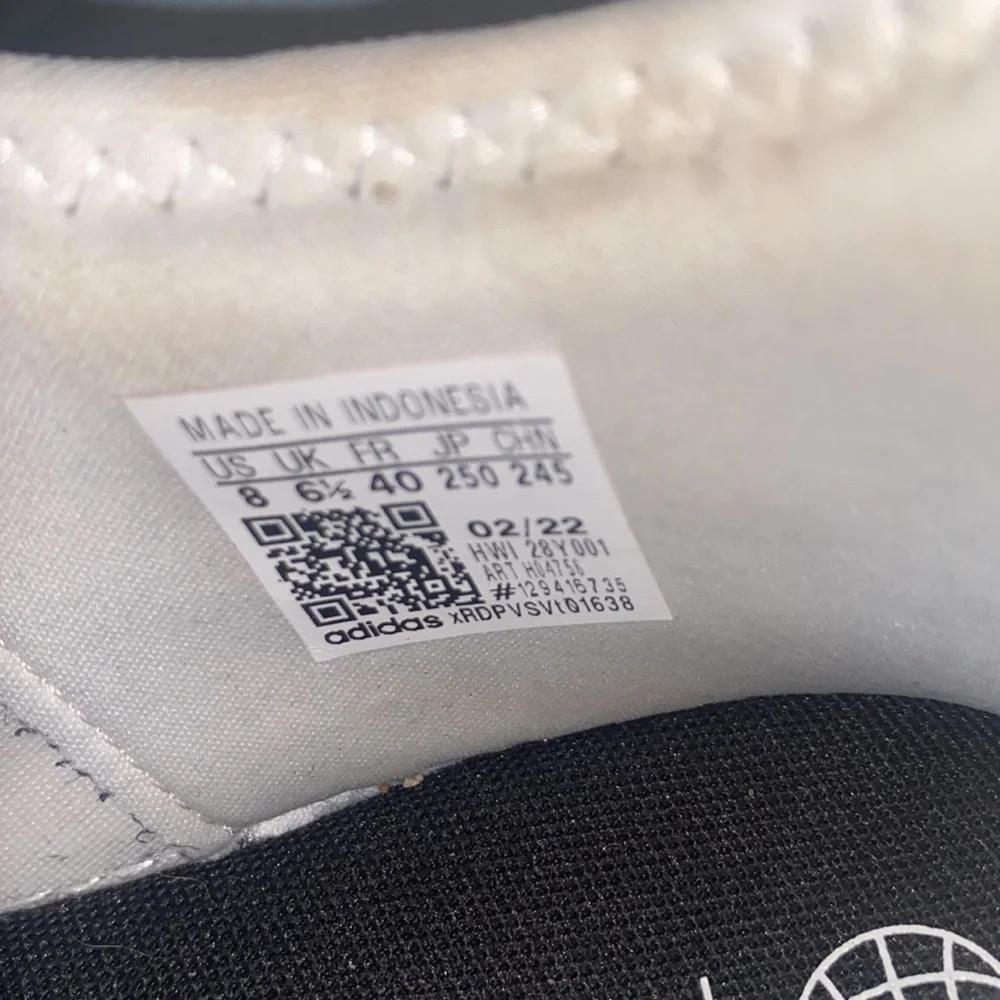 MADE IN INDONESIA
US UK FR JP CHN
8 6½ 40 250 245
02/22
HWI 28Y001
ART H04756
#129416735
adidas xRDPVSVtQ1638